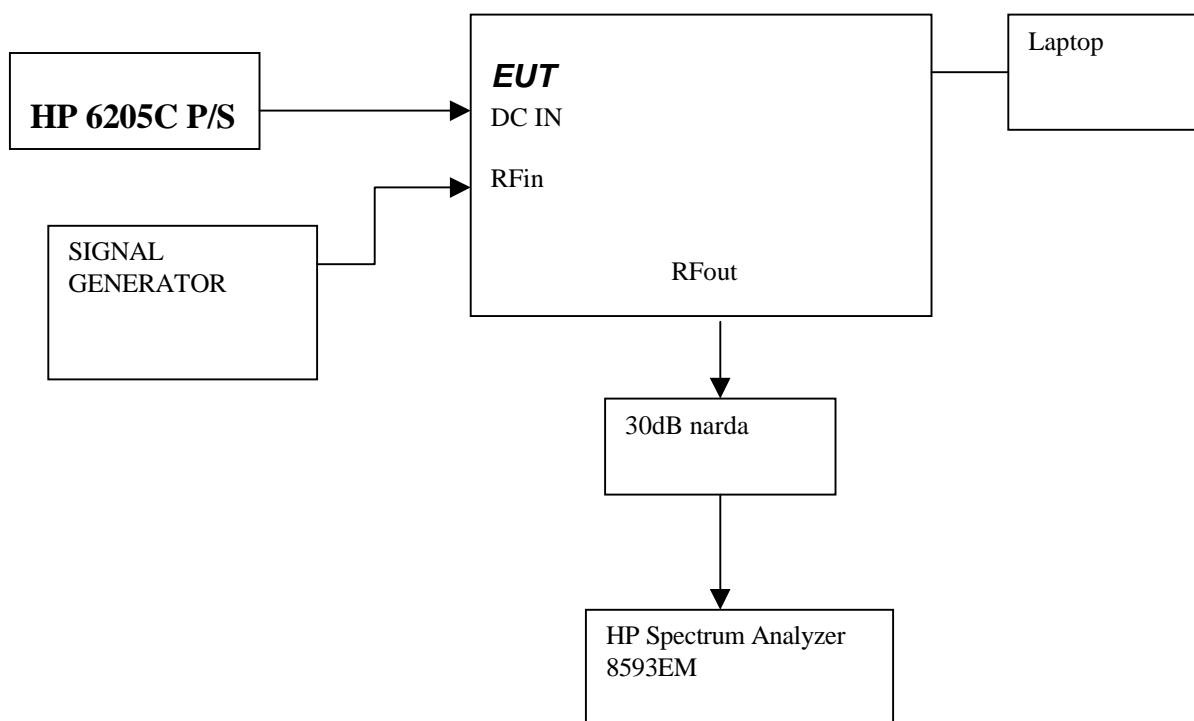 HP 6205C P/S
EUT
DC IN
RFin
RFout
Laptop
SIGNAL
GENERATOR
30dB narda
HP Spectrum Analyzer
8593EM